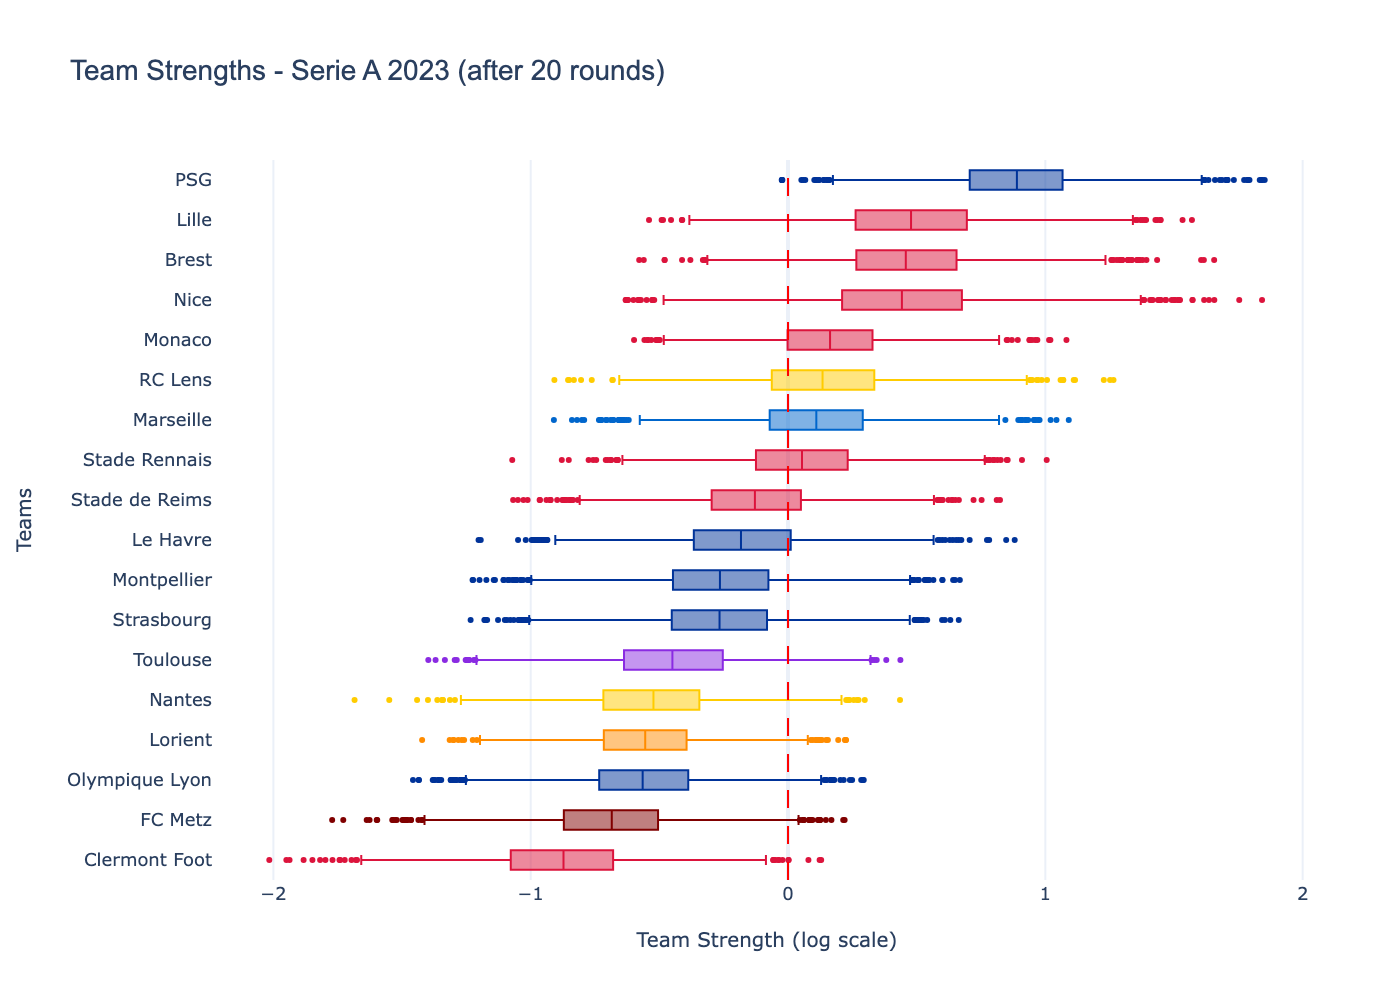 Team Strengths - Serie A 2023 (after 20 rounds)
PSG
Lille
Brest
Nice
Monaco
RC Lens
Marseille
Stade Rennais
Stade de Reims
Le Havre
Montpellier
Strasbourg
Toulouse
Nantes
Lorient
Olympique Lyon
FC Metz
Clermont Foot
Teams
−2 −1 0 1 2
Team Strength (log scale)